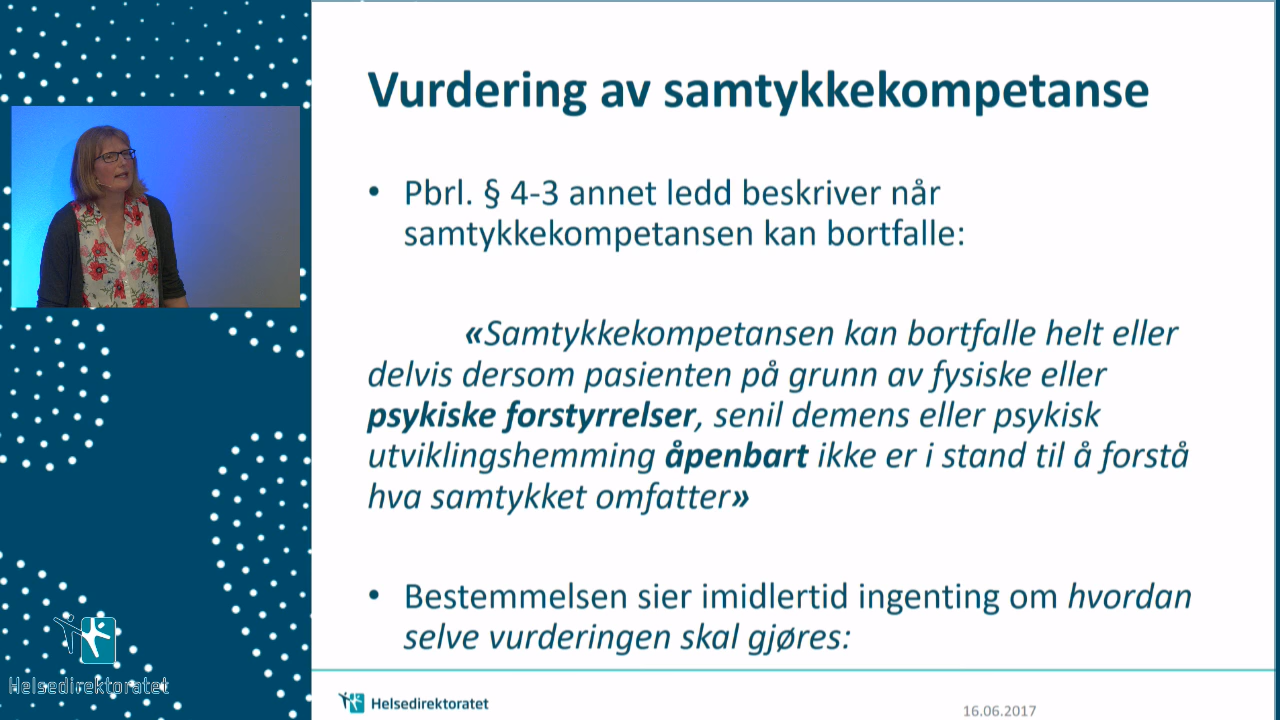 Vurdering av samtykkekompetanse
• Pbrl. § 4-3 annet ledd beskriver når
samtykkekompetansen kan bortfalle:
«Samtykkekompetansen kan bortfalle helt eller
delvis dersom pasienten på grunn av fysiske eller
psykiske forstyrrelser, senil demens eller psykisk
utviklingshemming åpenbart ikke er i stand til å forstå
hva samtykket omfatter»
• Bestemmelsen sier imidlertid ingenting om hvordan
selve vurderingen skal gjøres:
Helsedirektoratet
Helsedirektoratet
16.06.2017